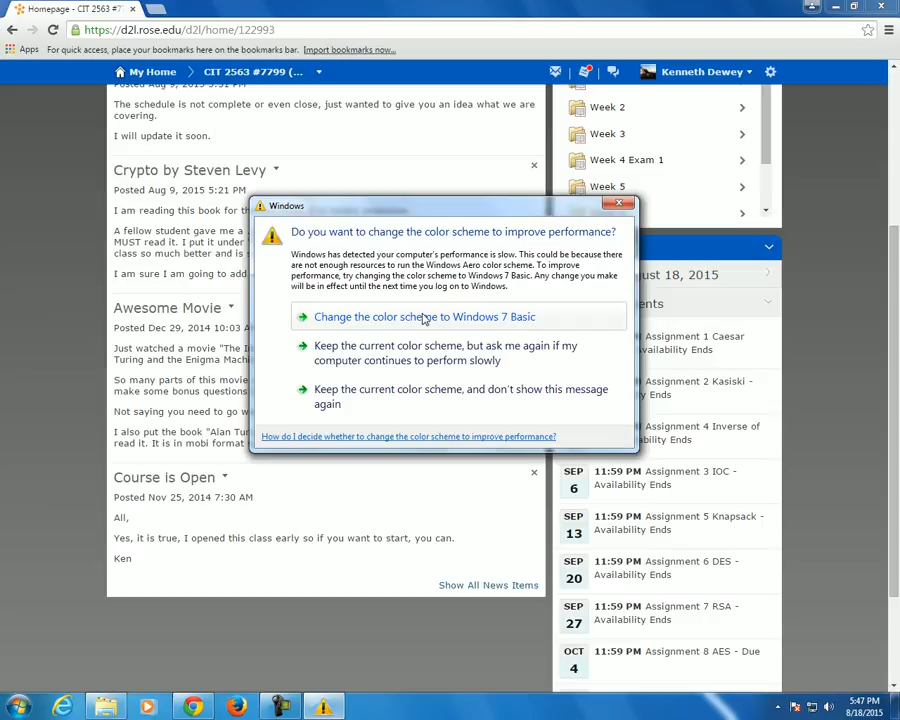 Homepage - CIT 2563 #77
https://d2l.rose.edu/d2l/home/122993
Apps For quick access, place your bookmarks here on the bookmarks bar. Import bookmarks now...
My Home CIT 2563 #7799 (... Kenneth Dewey
The schedule is not complete or even close, just wanted to give you an idea what we are
covering.
I will update it soon.
Crypto by Steven Levy
Posted Aug 9, 2015 5:21 PM
I am reading this book for th
A fellow student gave me a
MUST read it. I put it under
class so much better and is
I am sure I am going to add
Awesome Movie
Posted Dec 29, 2014 10:03
Just watched a movie "The I
Turing and the Enigma Machi
So many parts of this movie
make some bonus question
Not saying you need to go w
I also put the book "Alan Tur
read it. It is in mobi format
Course is Open
Posted Nov 25, 2014 7:30 AM
All,
Yes, it is true, I opened this class early so if you want to start, you can.
Ken
Show All News Items
Week 2
Week 3
Week 4 Exam 1
Week 5
Windows
Do you want to change the color scheme to improve performance?
Windows has detected your computer's performance is slow. This could be because
there are not enough resources to run the Windows Aero color scheme. To improve
performance, try changing the color scheme to Windows 7 Basic. Any change you make
will be in effect until the next time you log on to Windows.
Change the color scheme to Windows 7 Basic
Keep the current color scheme, but ask me again if my
computer continues to perform slowly
Keep the current color scheme, and don't show this message
again
How do I decide whether to change the color scheme to improve performance?
ust 18, 2015
ents
Assignment 1 Caesar
Availability Ends
Assignment 2 Kasiski -
Availability Ends
Assignment 4 Inverse of
Availability Ends
SEP 6 11:59 PM Assignment 3 IOC -
Availability Ends
SEP 13 11:59 PM Assignment 5 Knapsack -
Availability Ends
SEP 20 11:59 PM Assignment 6 DES -
Availability Ends
SEP 27 11:59 PM Assignment 7 RSA -
Availability Ends
OCT 4 11:59 PM Assignment 8 AES - Due
5:47 PM
8/18/2015